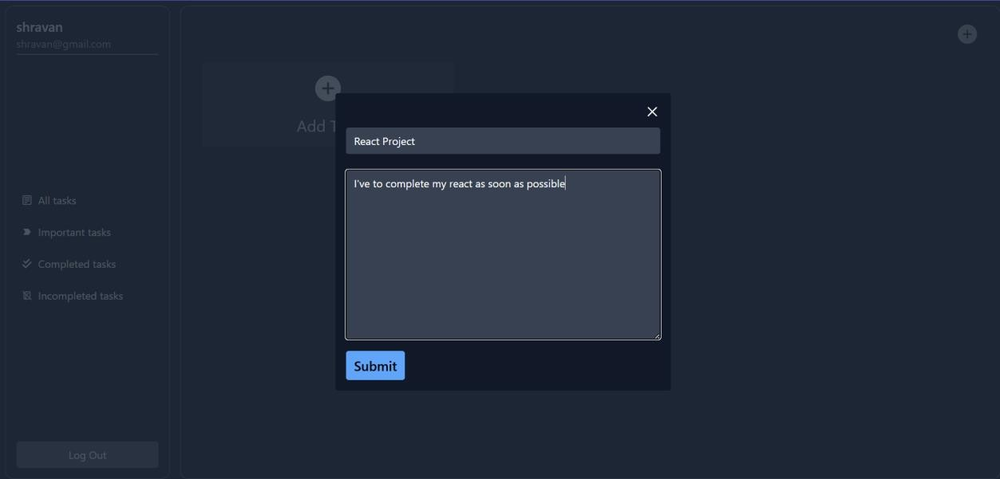 shravan
shravan@gmail.com
All tasks
Important tasks
Completed tasks
Incompleted tasks
Log Out
Add T
React Project
I've to complete my react as soon as possible
Submit